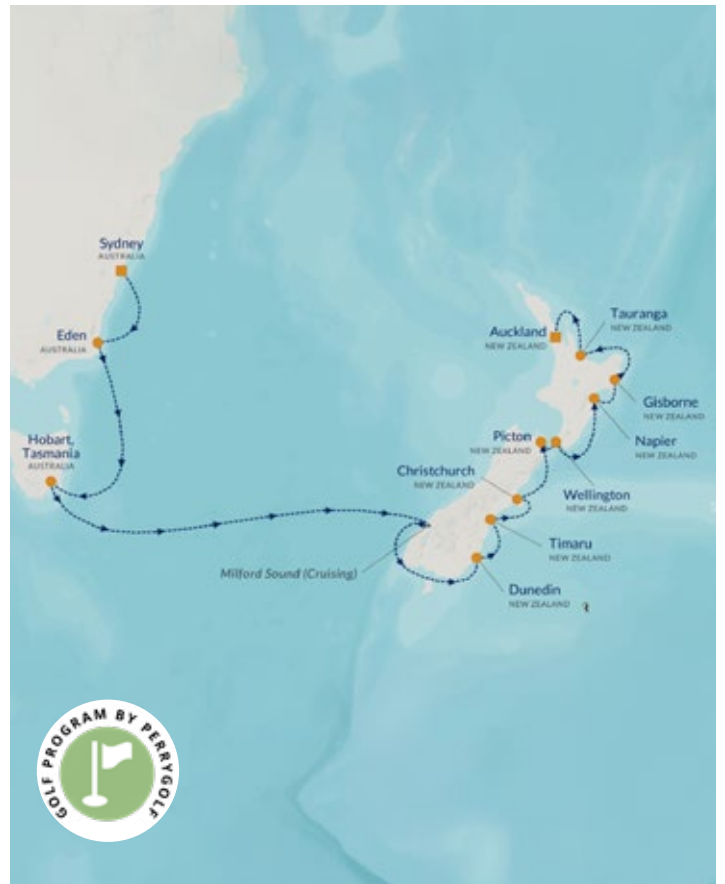 Sydney
AUSTRALIA
Eden
AUSTRALIA
Hobart,
Tasmania
AUSTRALIA
Milford Sound (Cruising)
Auckland
NEW ZEALAND
Tauranga
NEW ZEALAND
Gisborne
NEW ZEALAND
Napier
NEW ZEALAND
Picton
NEW ZEALAND
Wellington
NEW ZEALAND
Christchurch
NEW ZEALAND
Timaru
NEW ZEALAND
Dunedin
NEW ZEALAND
GOLF PROGRAM BY PERRYGOLF